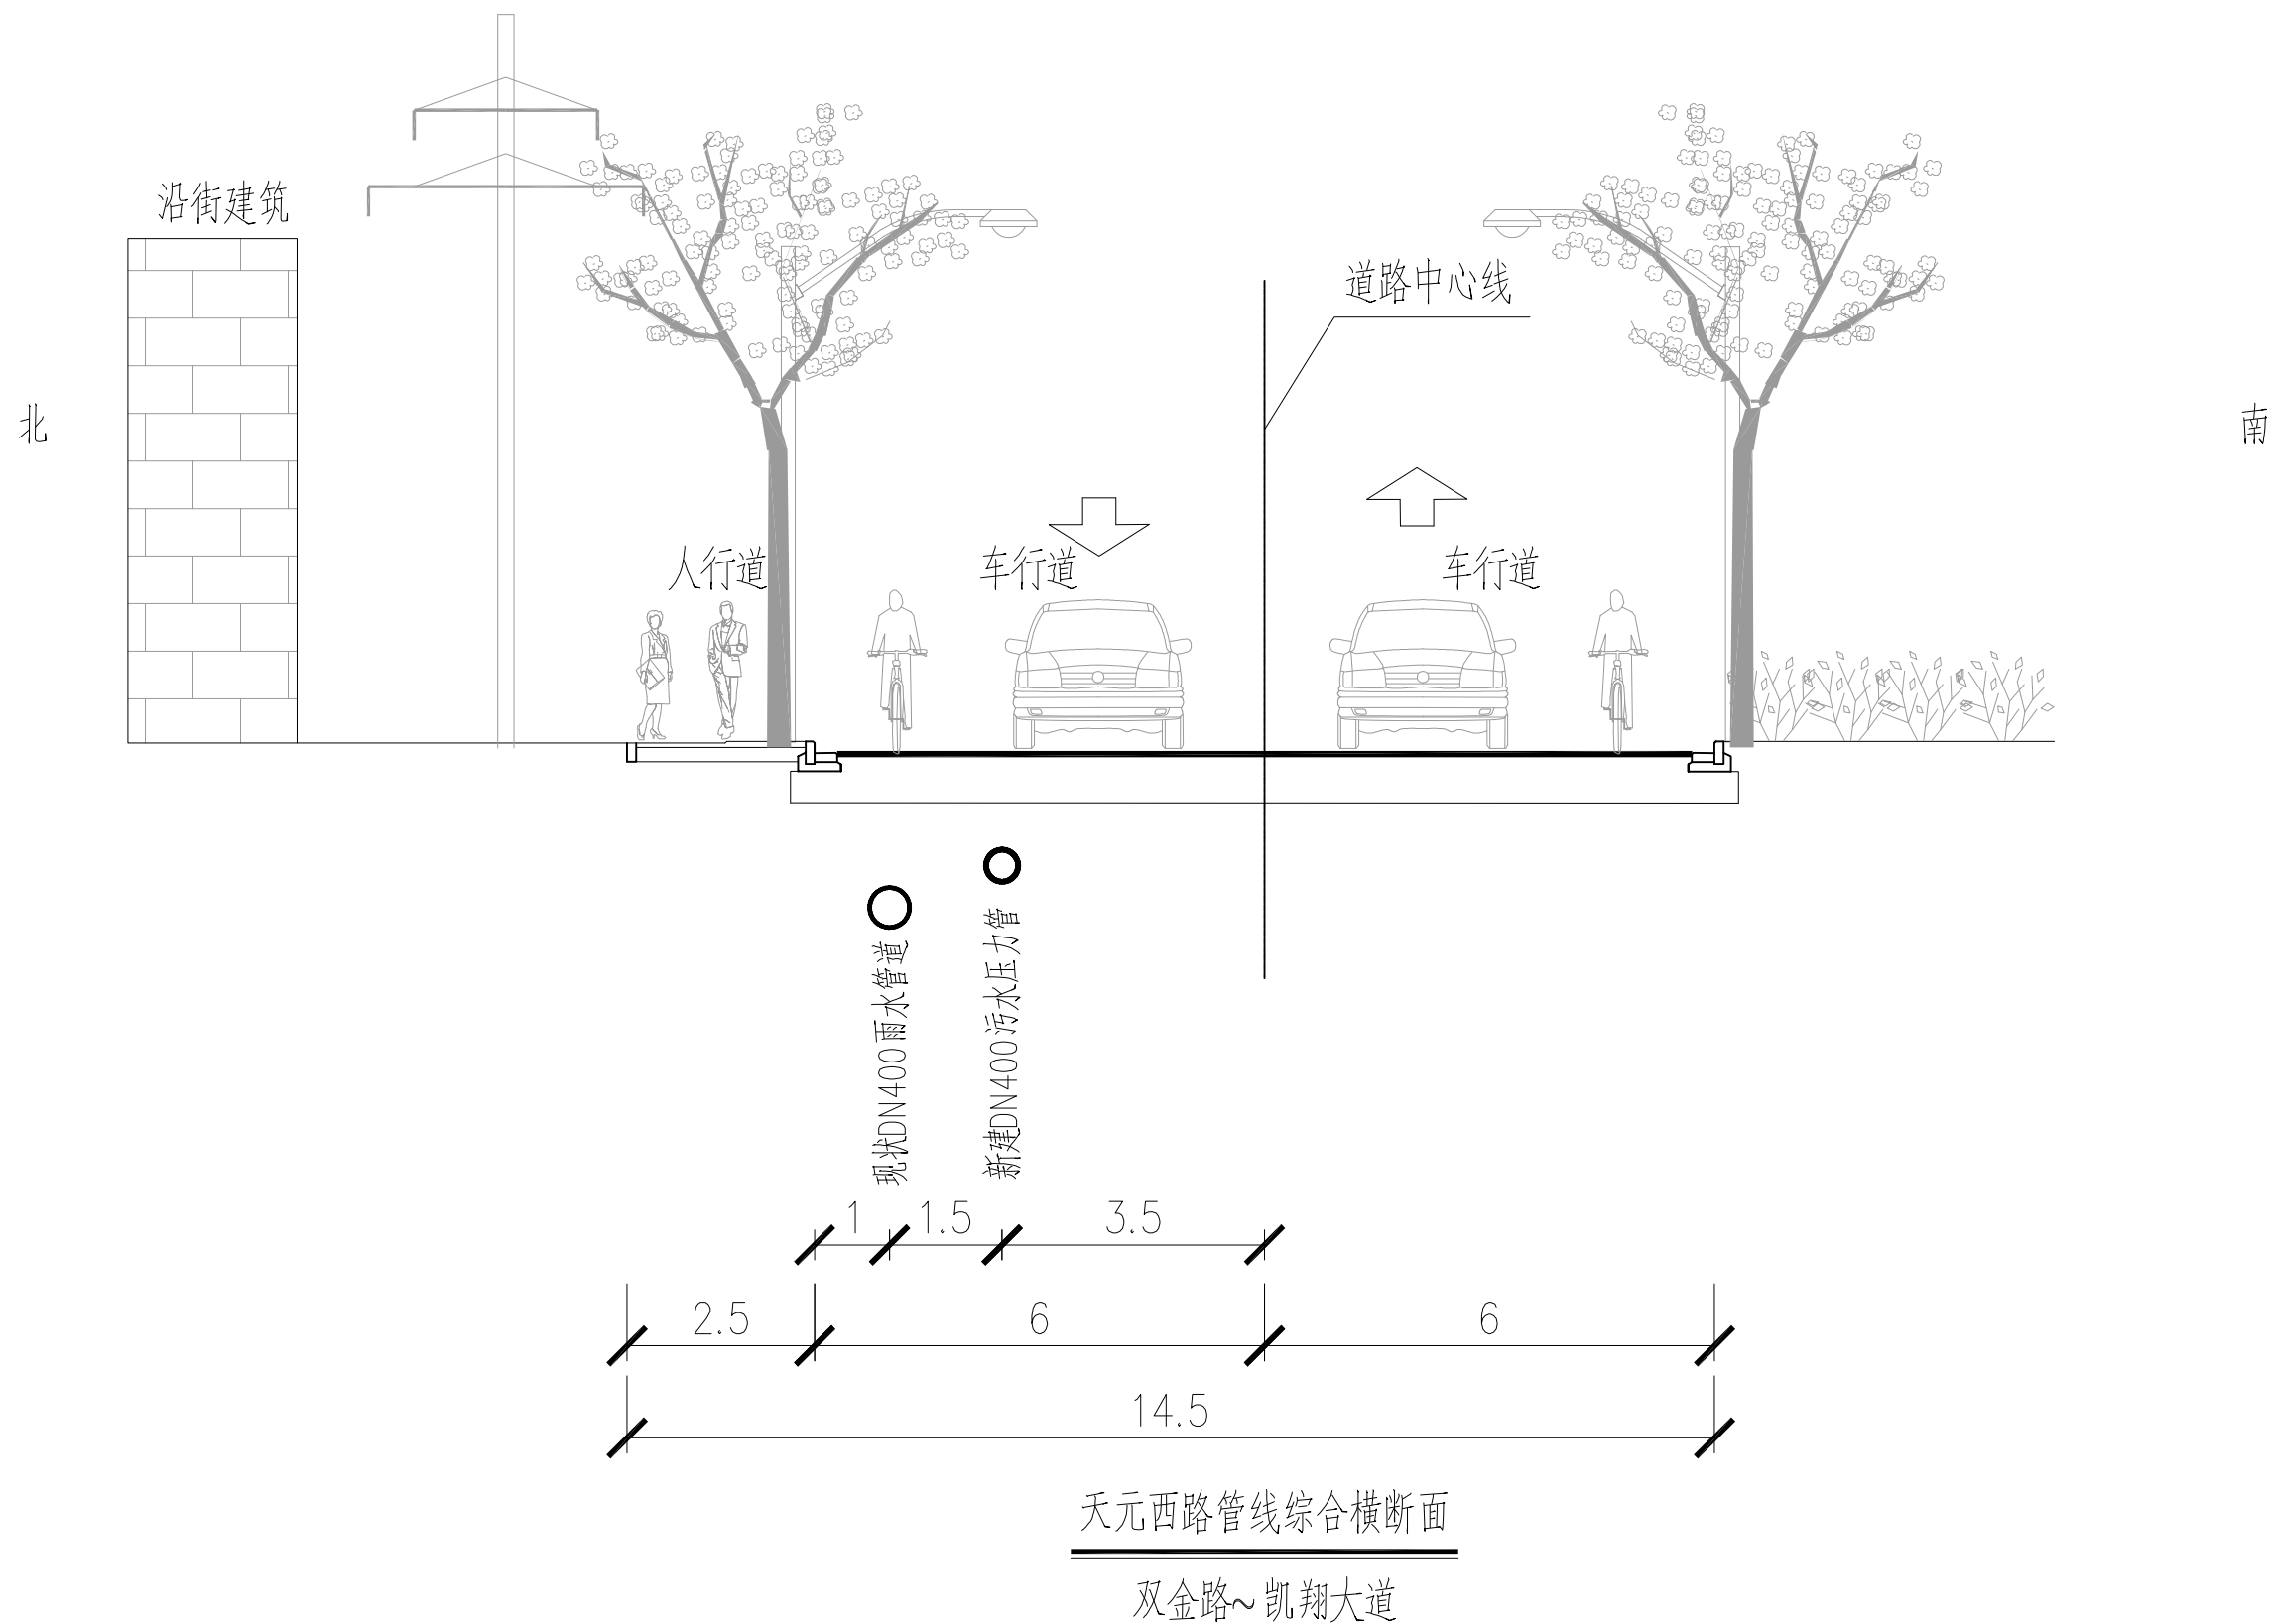 沿街建筑
道路中心线
北
南
人行道
车行道
车行道
现状DN400雨水管道
新建DN400污水压力管
1
1.5
3.5
2.5
6
6
14.5
天元西路管线综合横断面
双金路~凯翔大道